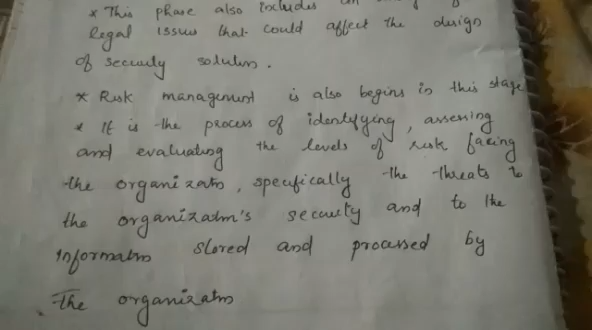 * This phase also includes an of
legal issues that could affect the design
of security solution.
* Risk management is also begins in this stage
* It is the process of identifying, assessing
and evaluating the levels of risk facing
the organization, specifically the threats to
the organization's security and to the
information stored and processed by
The organization